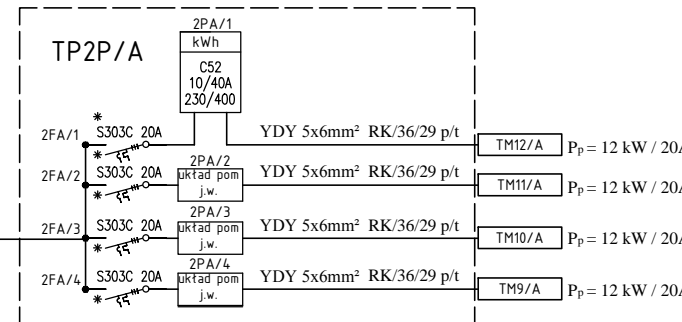 2PA/1
kWh
TP2P/A
C52
10/40A
230/400
*
2FA/1 S303C 20A YDY 5x6mm² RK/36/29 p/t TM12/A Pp = 12 kW / 20A
*
2FA/2 S303C 20A 2PA/2 YDY 5x6mm² RK/36/29 p/t TM11/A Pp = 12 kW / 20A
układ pom
j.w.
*
2FA/3 S303C 20A 2PA/3 YDY 5x6mm² RK/36/29 p/t TM10/A Pp = 12 kW / 20A
układ pom
j.w.
*
2FA/4 S303C 20A 2PA/4 YDY 5x6mm² RK/36/29 p/t TM9/A Pp = 12 kW / 20A
układ pom
j.w.
*